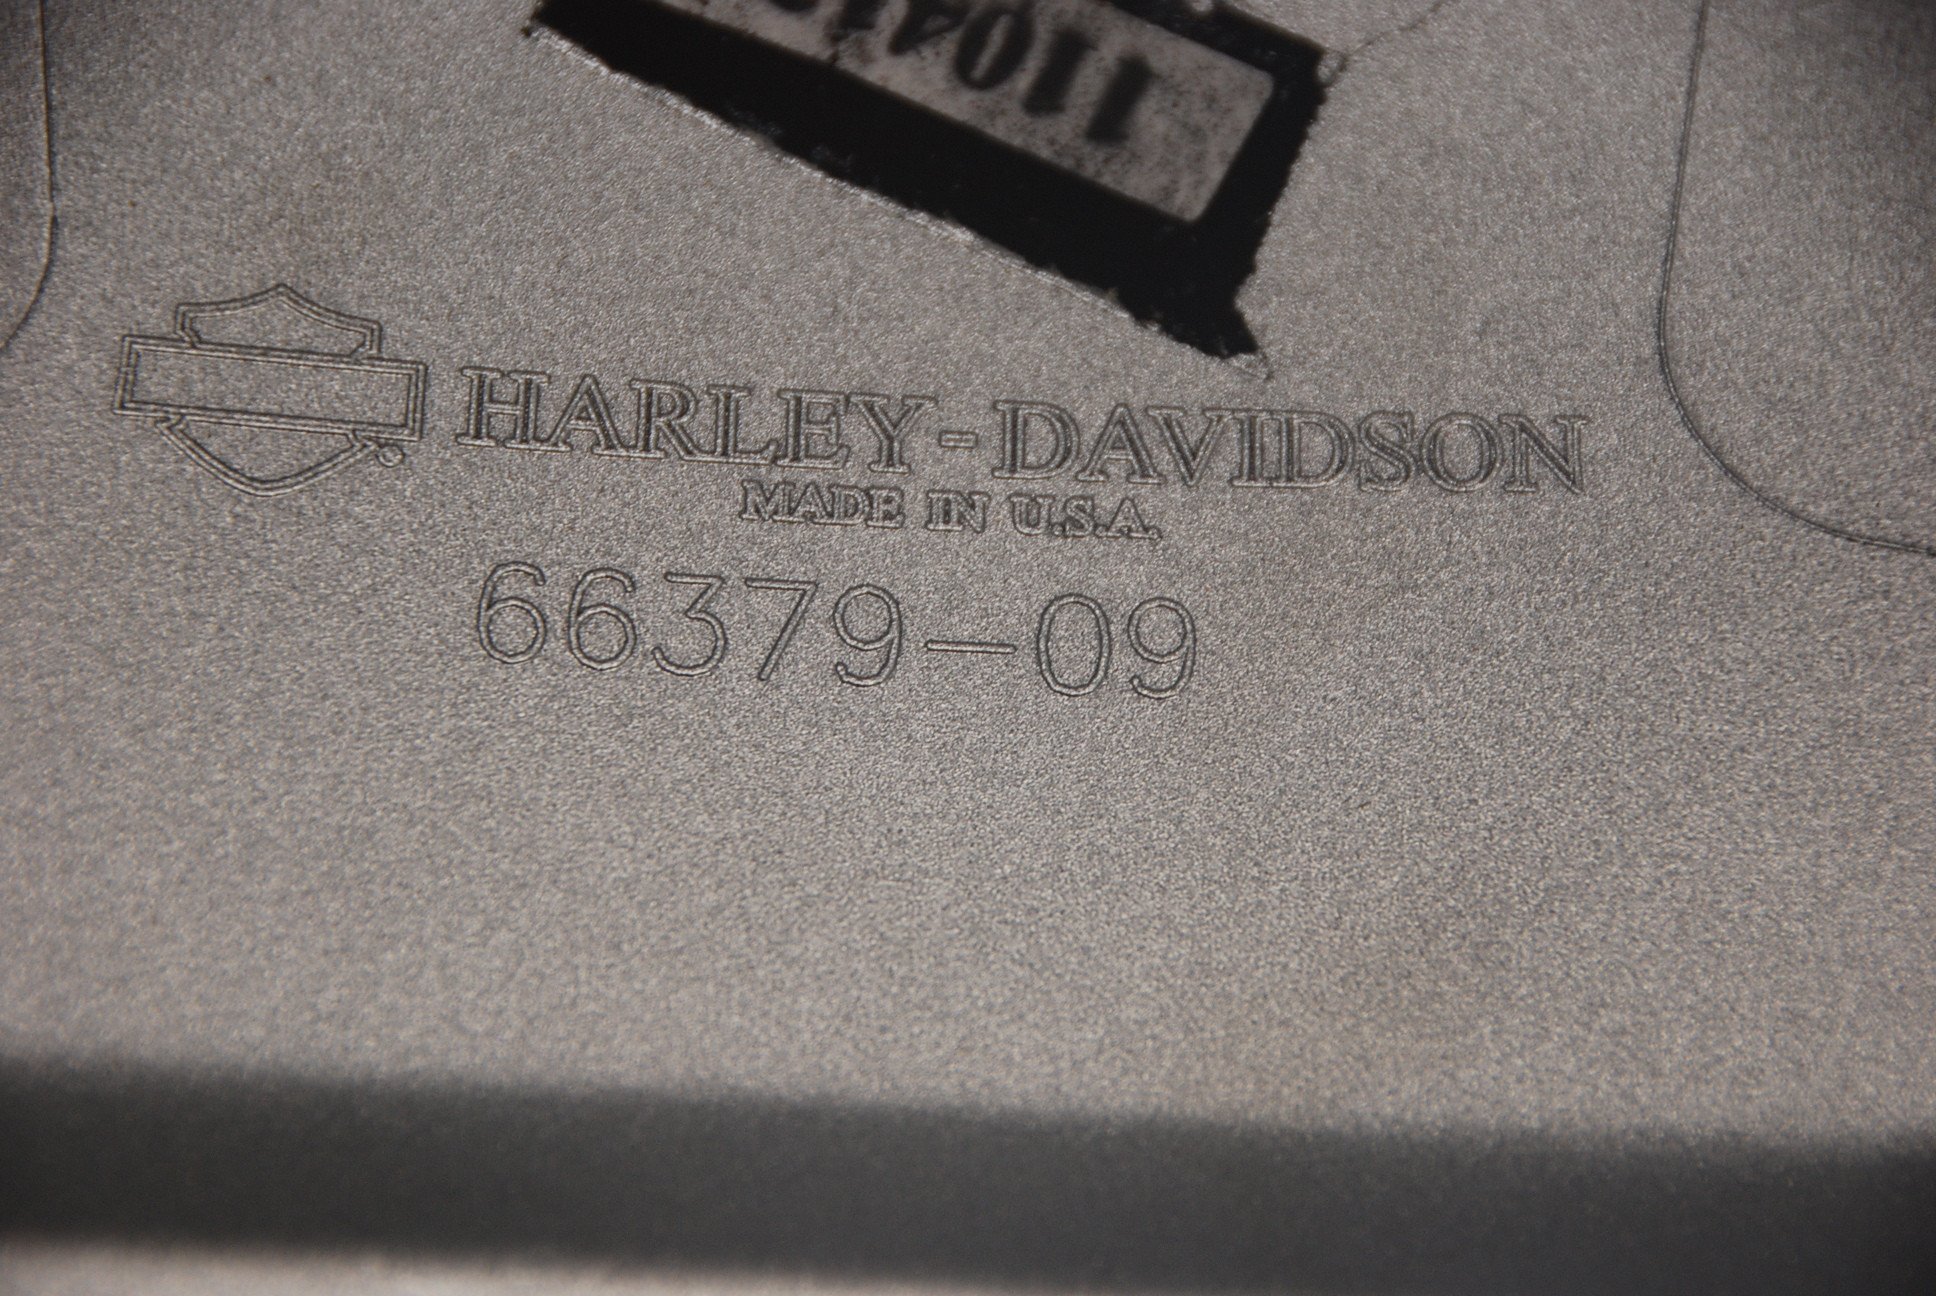 HARLEY-DAVIDSON
MADE IN U.S.A.
66379-09